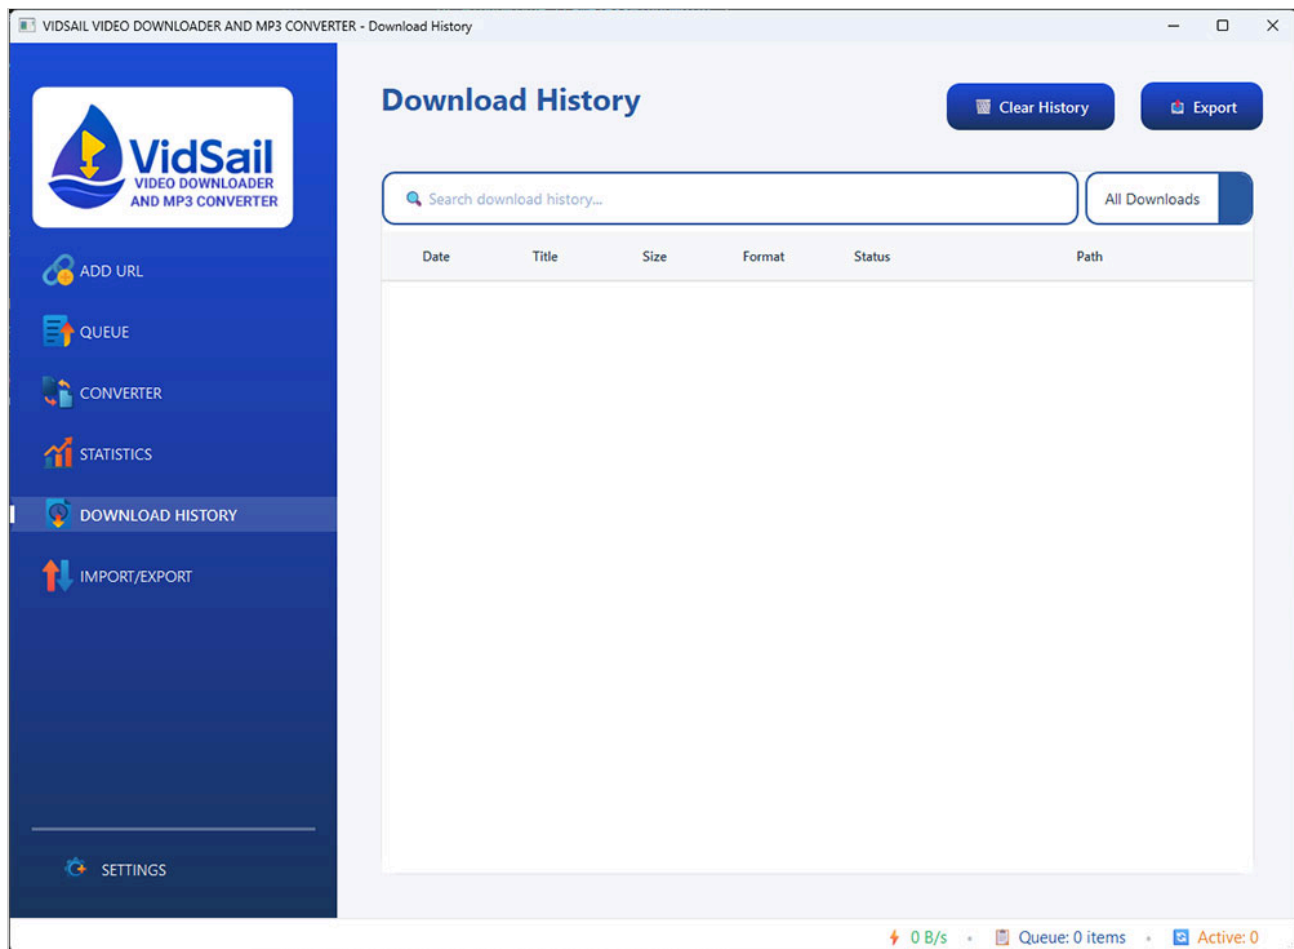 VIDSAIL VIDEO DOWNLOADER AND MP3 CONVERTER - Download History
VidSail
VIDEO DOWNLOADER
AND MP3 CONVERTER
ADD URL
QUEUE
CONVERTER
STATISTICS
DOWNLOAD HISTORY
IMPORT/EXPORT
SETTINGS
Download History
Clear History
Export
Search download history...
All Downloads
Date Title Size Format Status Path
0 B/s • Queue: 0 items • Active: 0